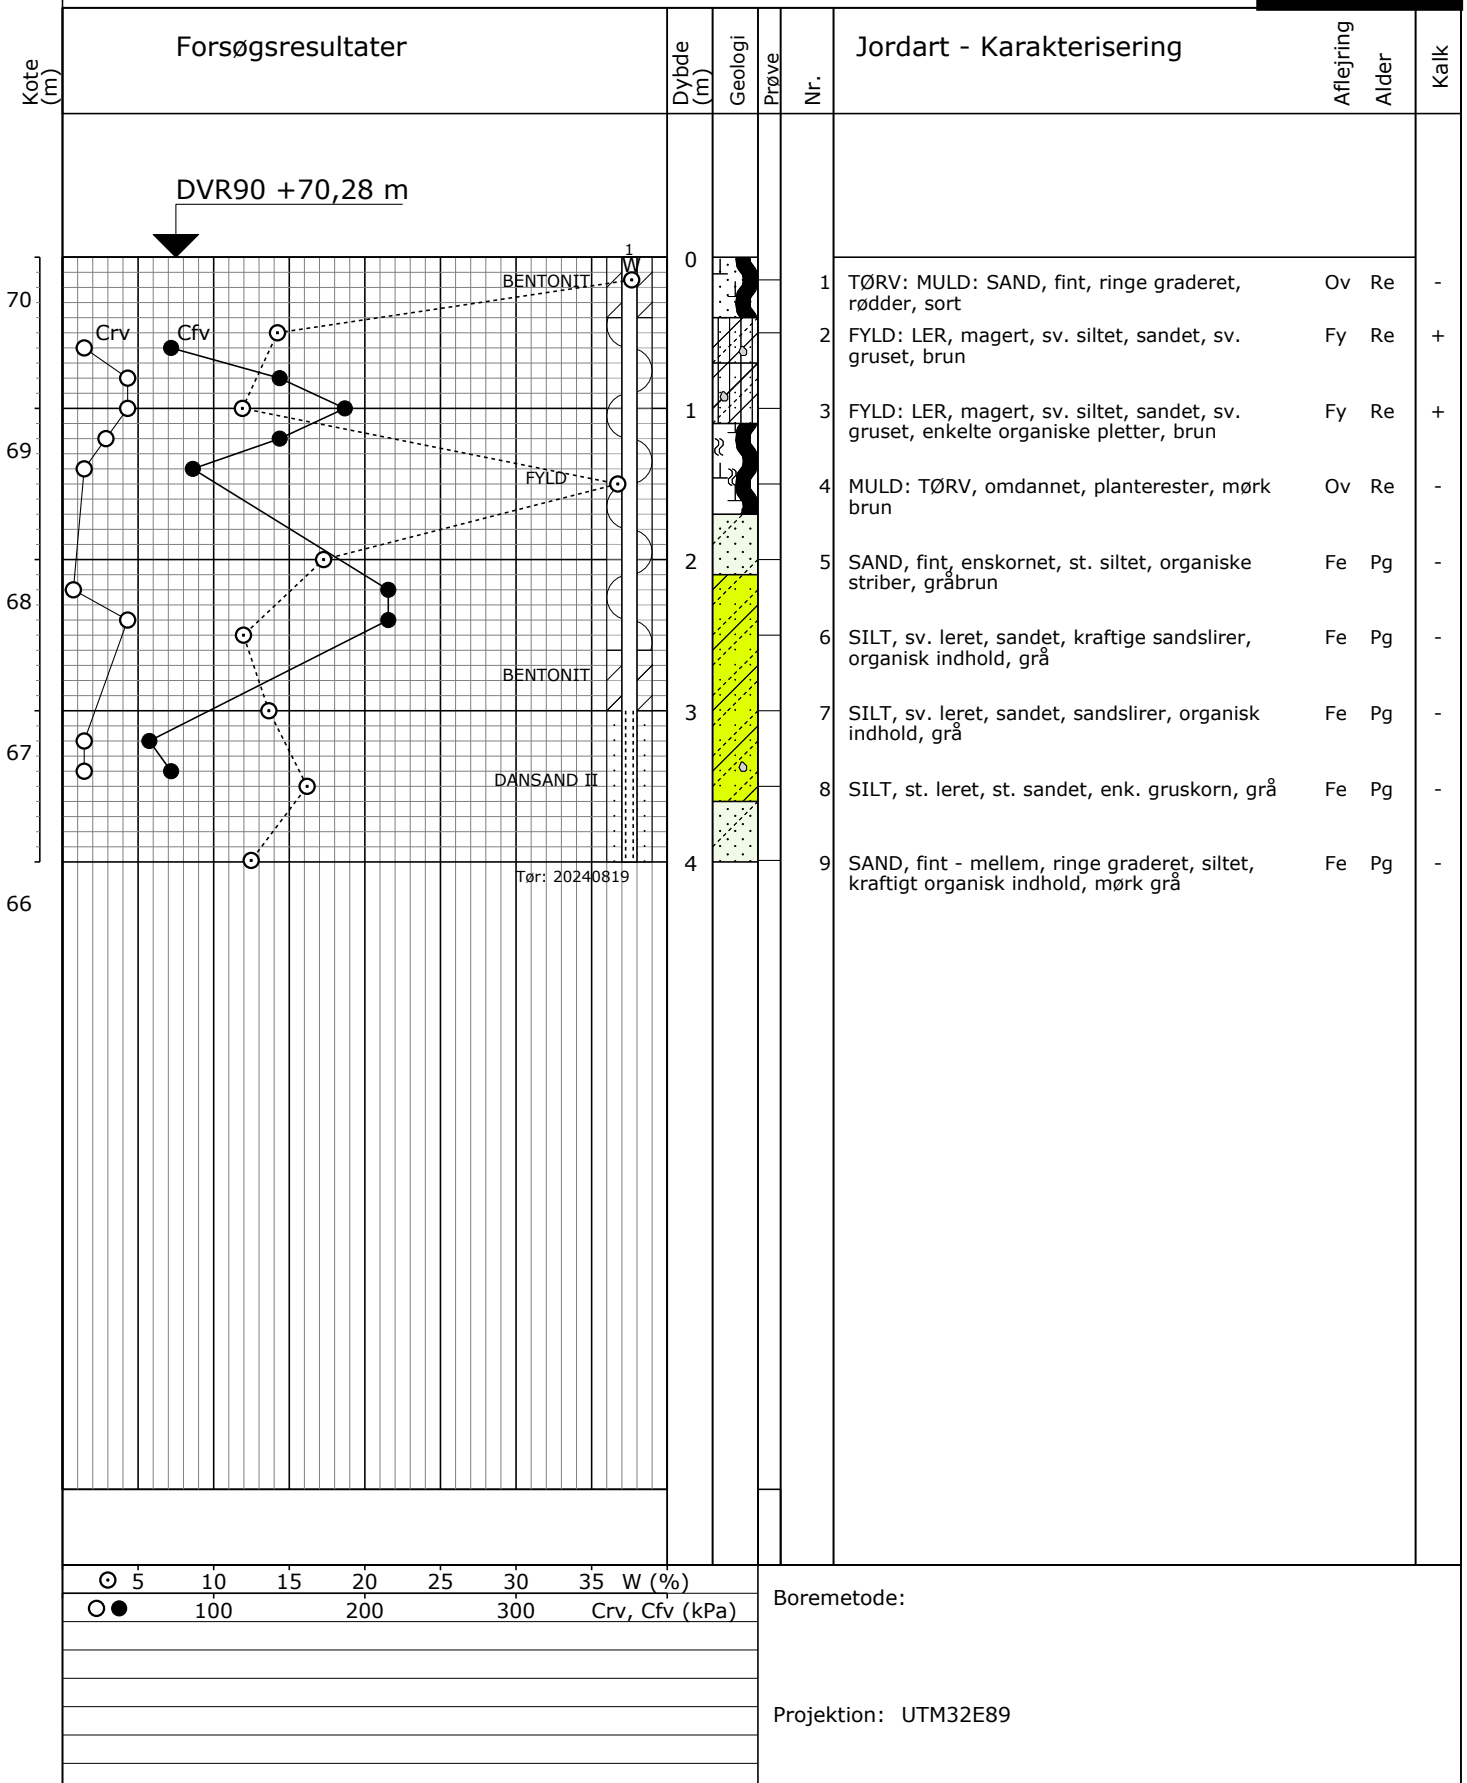 Kote
(m)
Forsøgsresultater
Dybde
(m)
Geologi
Prøve
Nr.
Jordart - Karakterisering
Aflejring
Alder
Kalk
DVR90 +70,28 m
1
W
BENTONIT
0
1 TØRV: MULD: SAND, fint, ringe graderet, Ov Re -
rødder, sort
70
Crv Cfv
2 FYLD: LER, magert, sv. siltet, sandet, sv. Fy Re +
gruset, brun
1
3 FYLD: LER, magert, sv. siltet, sandet, sv. Fy Re +
gruset, enkelte organiske pletter, brun
69
FYLD
4 MULD: TØRV, omdannet, planterester, mørk Ov Re -
brun
2
5 SAND, fint, enskornet, st. siltet, organiske Fe Pg -
striber, gråbrun
68
6 SILT, sv. leret, sandet, kraftige sandslirer, Fe Pg -
organisk indhold, grå
BENTONIT
3
7 SILT, sv. leret, sandet, sandslirer, organisk Fe Pg -
indhold, grå
67
DANSAND II
8 SILT, st. leret, st. sandet, enk. gruskorn, grå Fe Pg -
4
9 SAND, fint - mellem, ringe graderet, siltet, Fe Pg -
kraftigt organisk indhold, mørk grå
Tør: 20240819
66
5 10 15 20 25 30 35 W (%)
100 200 300 Crv, Cfv (kPa)
Boremetode:
Projektion: UTM32E89